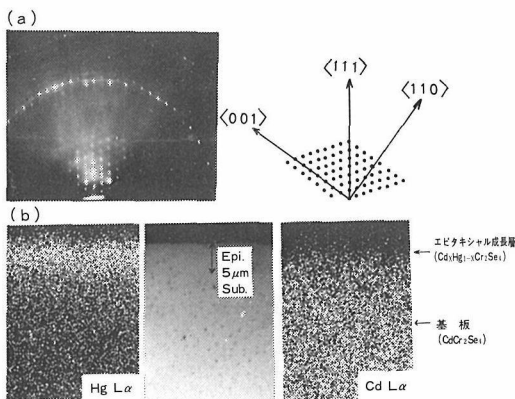 (a)
⟨111⟩
⟨001⟩
⟨110⟩
(b)
Epi.
5μm
Sub.
Hg Lα
Cd Lα
エピタキシャル成長層
(CdxHg1-xCr2Se4)
基板
(CdCr2Se4)